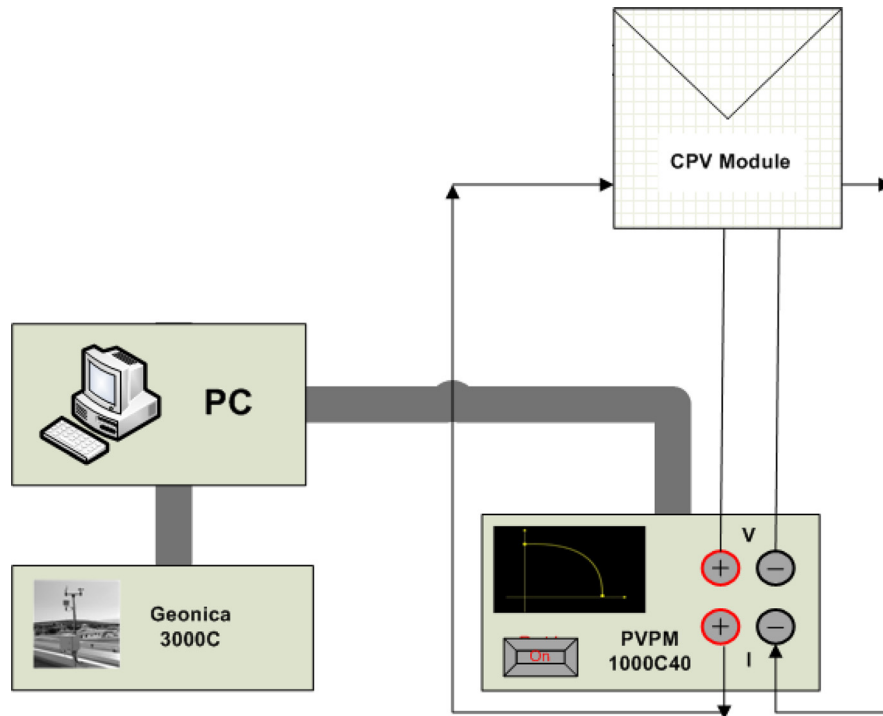 CPV Module
PC
Geonica
3000C
V
+
−
+
−
On
PVPM
1000C40
I